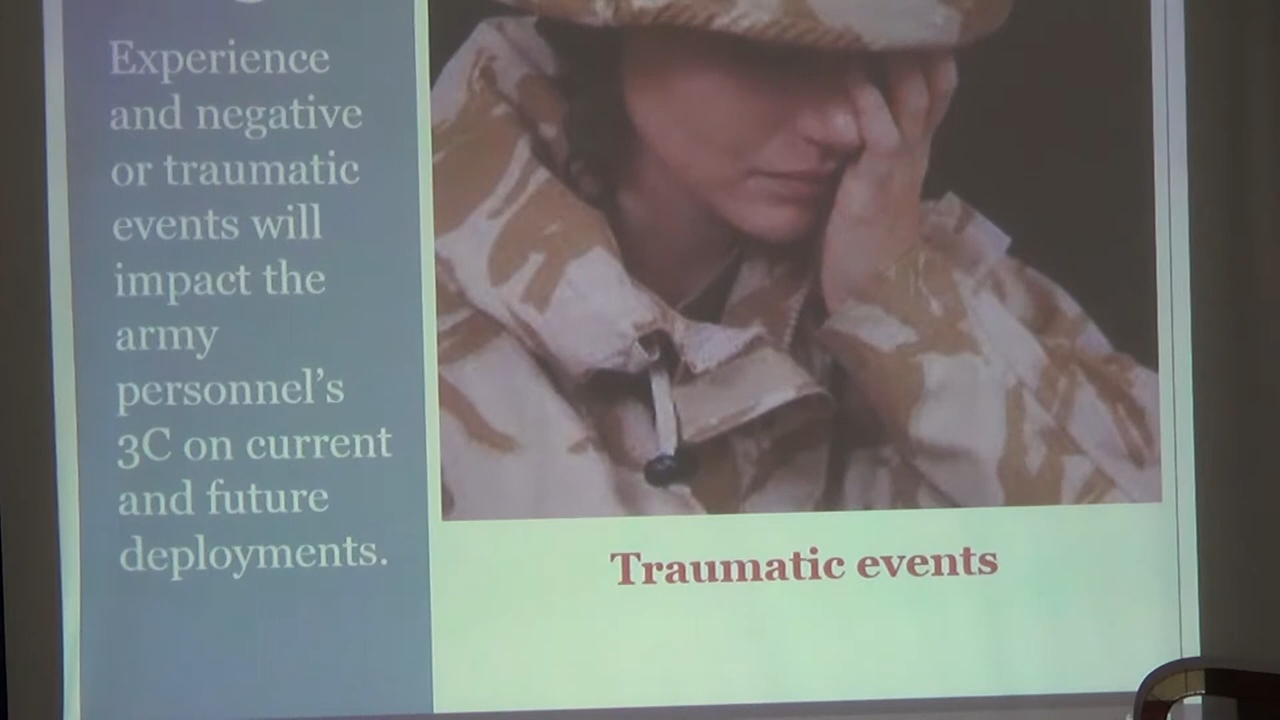 Experience
and negative
or traumatic
events will
impact the
army
personnel's
3C on current
and future
deployments.
Traumatic events